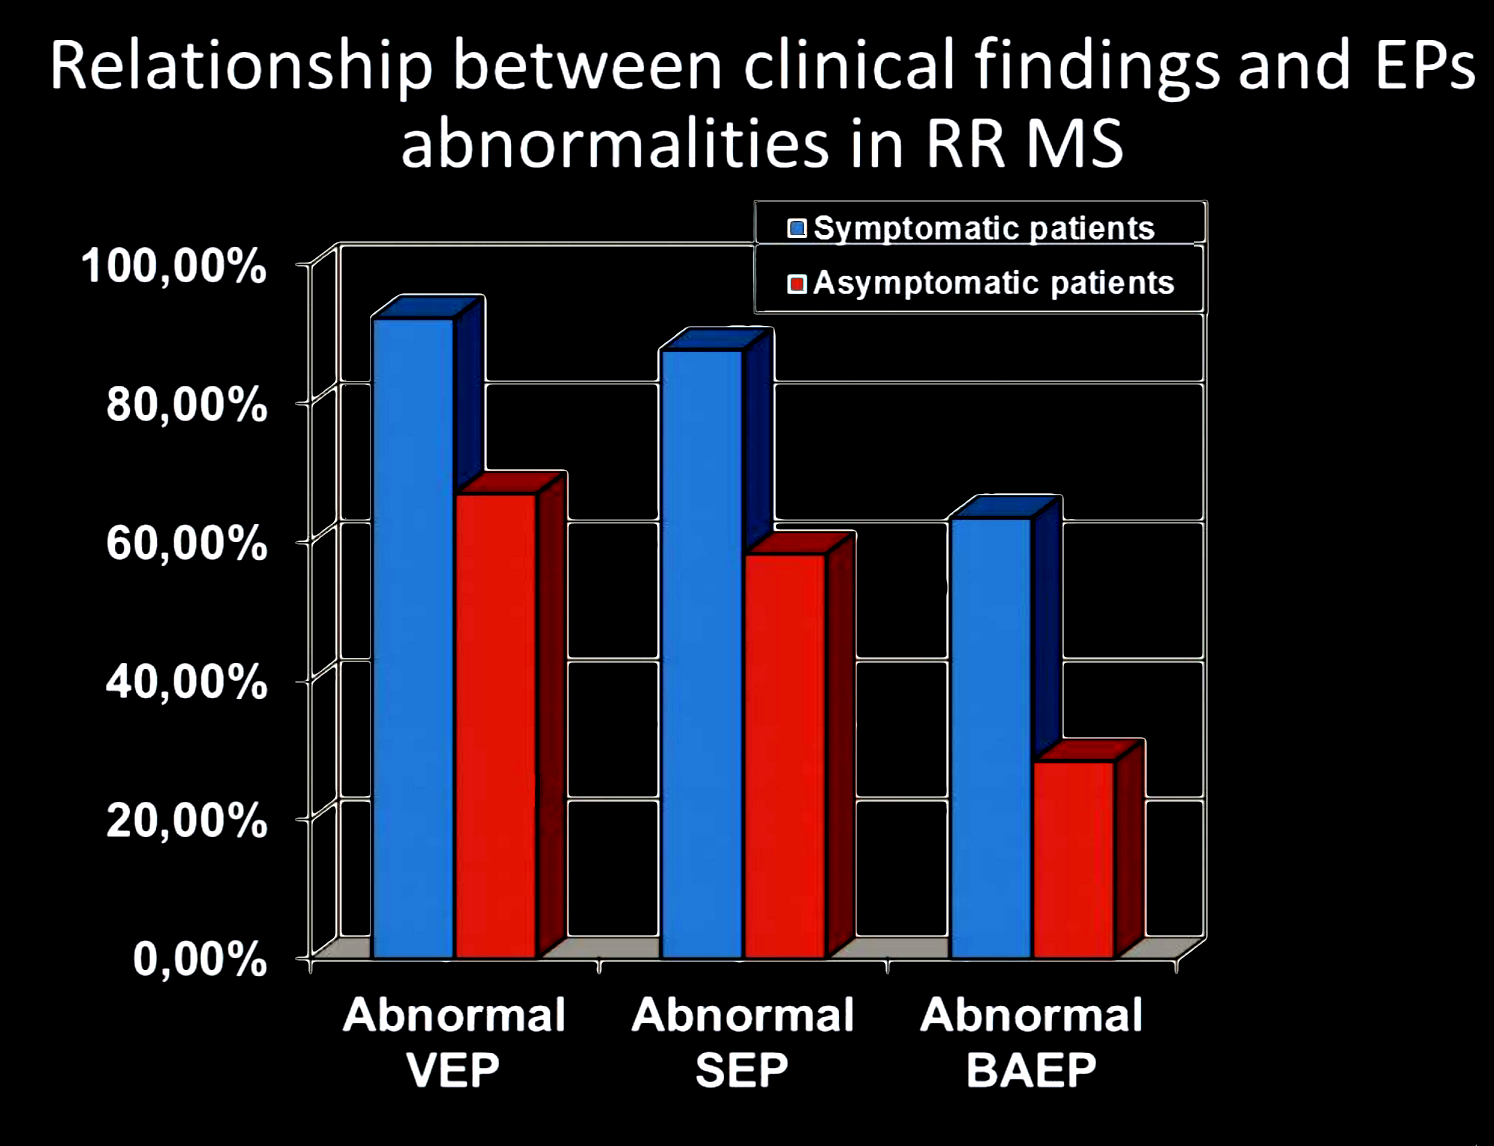 Relationship between clinical findings and EPs
abnormalities in RR MS
Symptomatic patients
Asymptomatic patients
100,00%
80,00%
60,00%
40,00%
20,00%
0,00%
Abnormal
VEP
Abnormal
SEP
Abnormal
BAEP